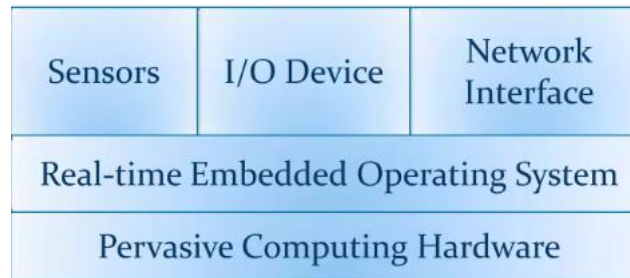 Sensors
I/O Device
Network
Interface
Real-time Embedded Operating System
Pervasive Computing Hardware